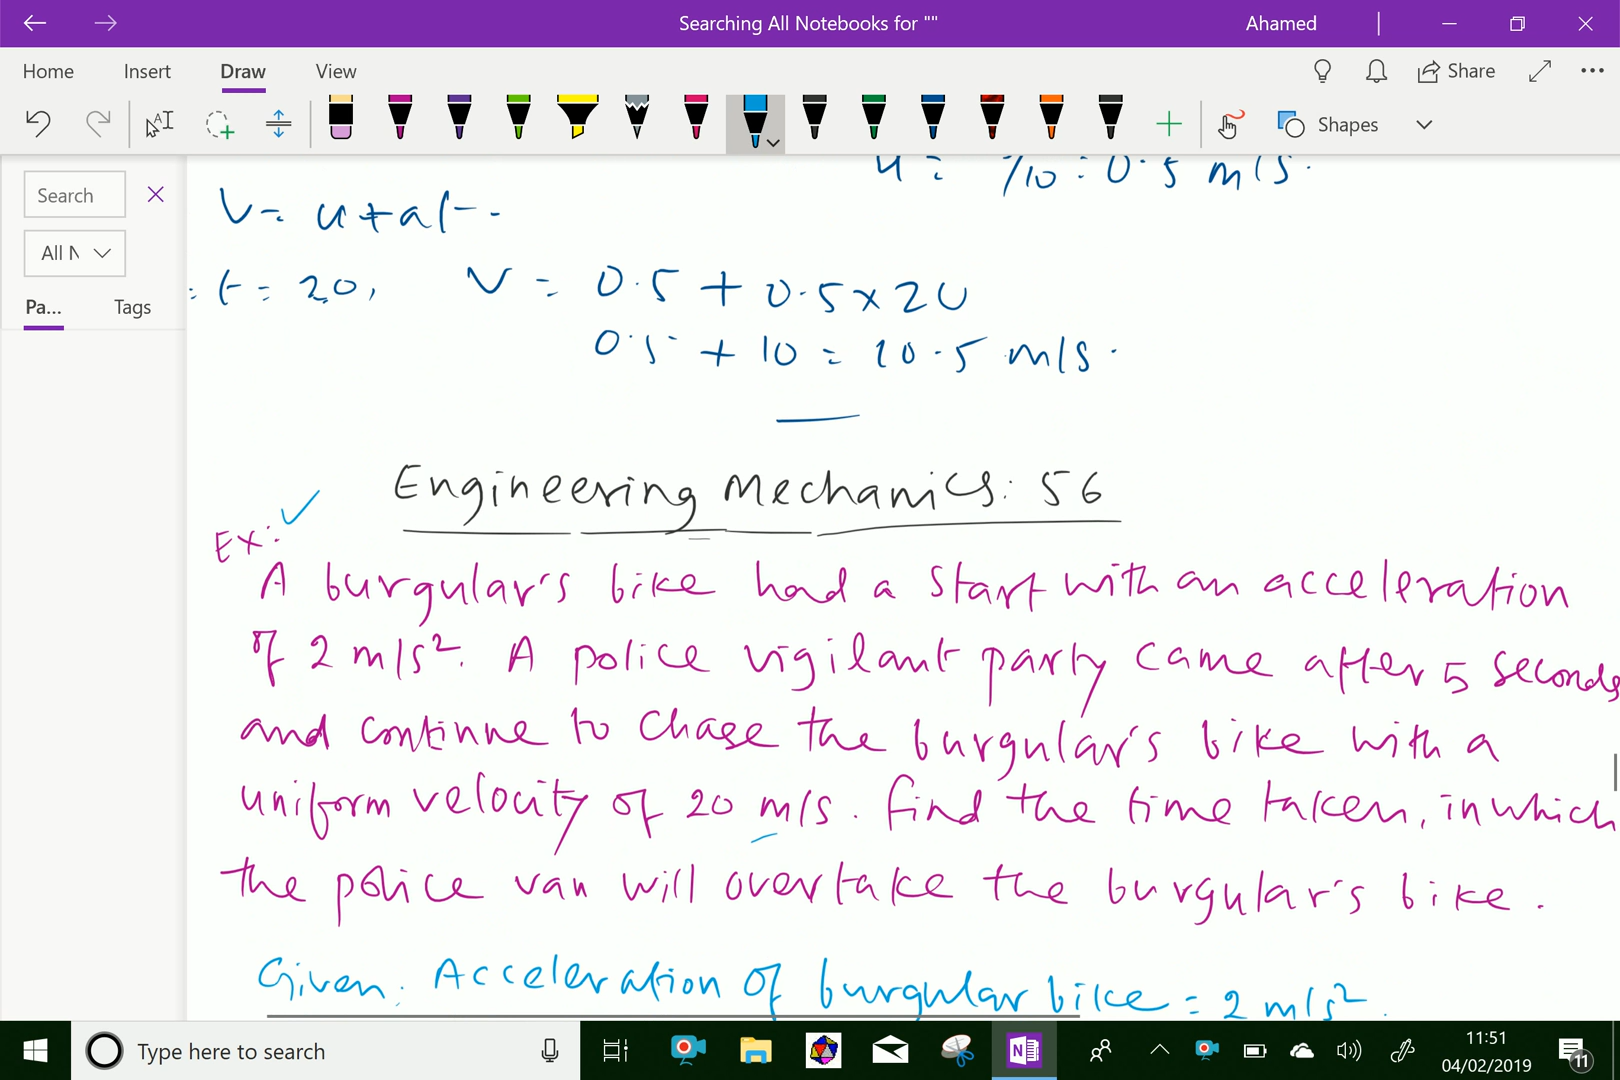 Searching All Notebooks for ""
Ahamed
Home Insert Draw View
Share
Shapes
Search
All N
Pa... Tags
u = /10 = 0.5 m/s.
V = u + at.
= t = 20, V = 0.5 + 0.5 x 20
0.5 + 10 = 10.5 m/s.
Engineering Mechanics: 56
Ex:
A burgular's bike had a start with an acceleration
of 2 m/s². A police vigilant party came after 5 seconds
and continue to chase the burgular's bike with a
uniform velocity of 20 m/s. find the time taken, in which
the police van will overtake the burgular's bike.
Given: Acceleration of burgular bike = 2 m/s².
Type here to search
11:51
04/02/2019
11